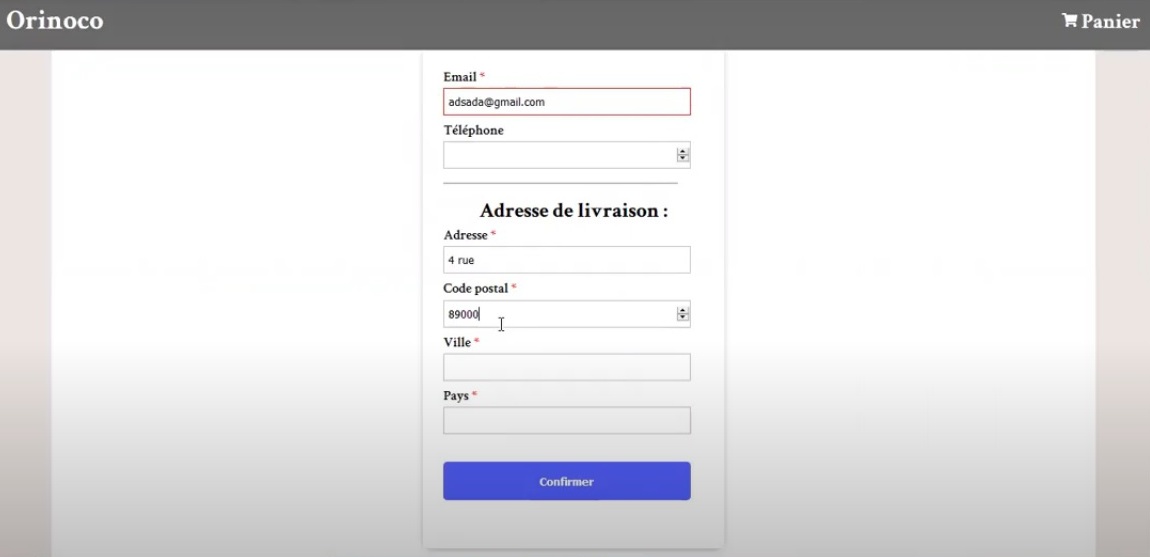 Orinoco
Panier
Email *
adsada@gmail.com
Téléphone
Adresse de livraison :
Adresse *
4 rue
Code postal *
89000
Ville *
Pays *
Confirmer